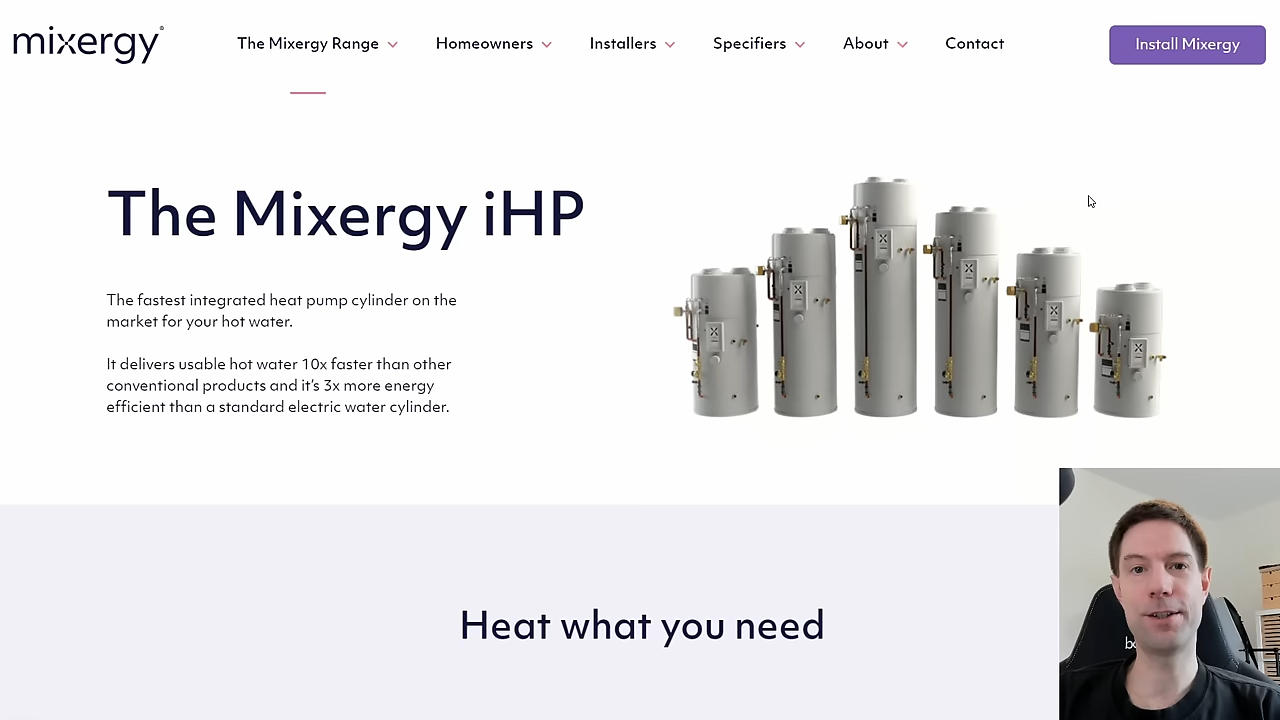 mixergy®
The Mixergy Range
Homeowners
Installers
Specifiers
About
Contact
Install Mixergy
The Mixergy iHP
The fastest integrated heat pump cylinder on the
market for your hot water.
It delivers usable hot water 10x faster than other
conventional products and it’s 3x more energy
efficient than a standard electric water cylinder.
Heat what you need